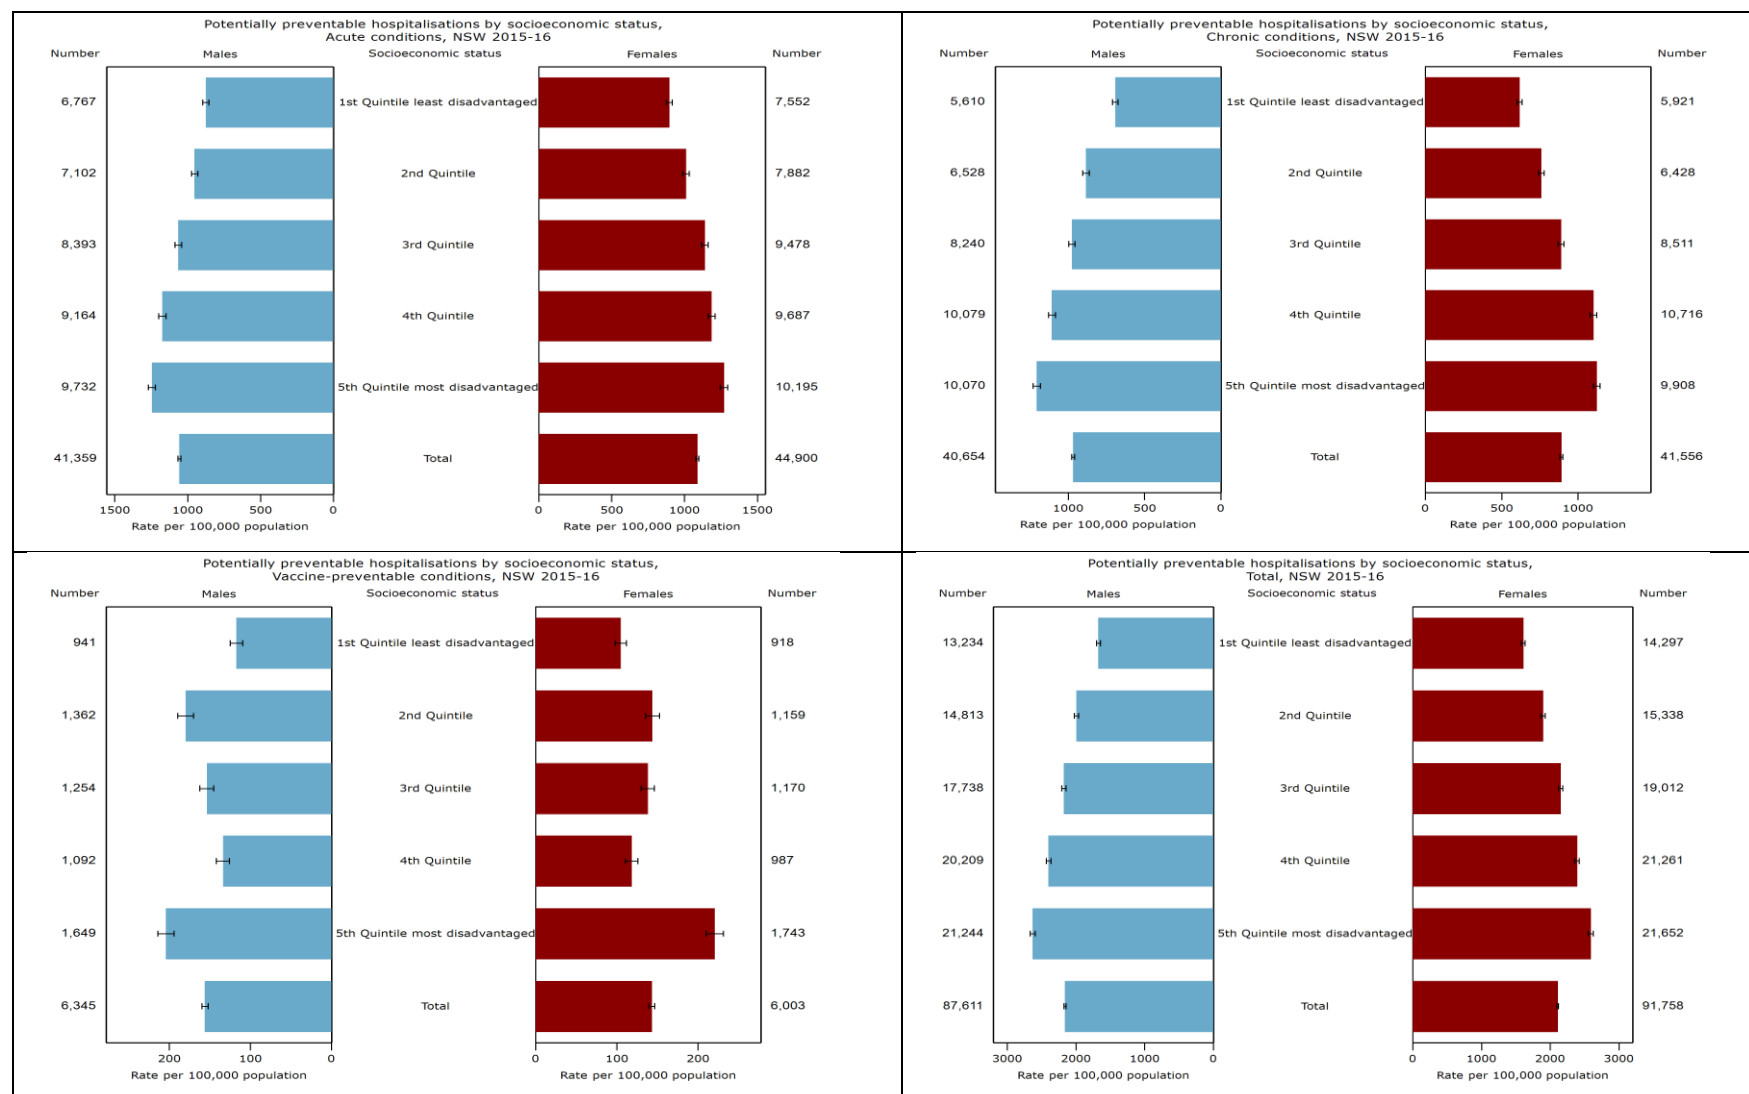 Potentially preventable hospitalisations by socioeconomic status,
Acute conditions, NSW 2015-16
Number Males Socioeconomic status Females Number
6,767 1st Quintile least disadvantaged 7,552
7,102 2nd Quintile 7,882
8,393 3rd Quintile 9,478
9,164 4th Quintile 9,687
9,732 5th Quintile most disadvantaged 10,195
41,359 Total 44,900
1500 1000 500 0 0 500 1000 1500
Rate per 100,000 population Rate per 100,000 population
Potentially preventable hospitalisations by socioeconomic status,
Chronic conditions, NSW 2015-16
Number Males Socioeconomic status Females Number
5,610 1st Quintile least disadvantaged 5,921
6,528 2nd Quintile 6,428
8,240 3rd Quintile 8,511
10,079 4th Quintile 10,716
10,070 5th Quintile most disadvantaged 9,908
40,654 Total 41,556
1000 500 0 0 500 1000
Rate per 100,000 population Rate per 100,000 population
Potentially preventable hospitalisations by socioeconomic status,
Vaccine-preventable conditions, NSW 2015-16
Number Males Socioeconomic status Females Number
941 1st Quintile least disadvantaged 918
1,362 2nd Quintile 1,159
1,254 3rd Quintile 1,170
1,092 4th Quintile 987
1,649 5th Quintile most disadvantaged 1,743
6,345 Total 6,003
200 100 0 0 100 200
Rate per 100,000 population Rate per 100,000 population
Potentially preventable hospitalisations by socioeconomic status,
Total, NSW 2015-16
Number Males Socioeconomic status Females Number
13,234 1st Quintile least disadvantaged 14,297
14,813 2nd Quintile 15,338
17,738 3rd Quintile 19,012
20,209 4th Quintile 21,261
21,244 5th Quintile most disadvantaged 21,652
87,611 Total 91,758
3000 2000 1000 0 0 1000 2000 3000
Rate per 100,000 population Rate per 100,000 population